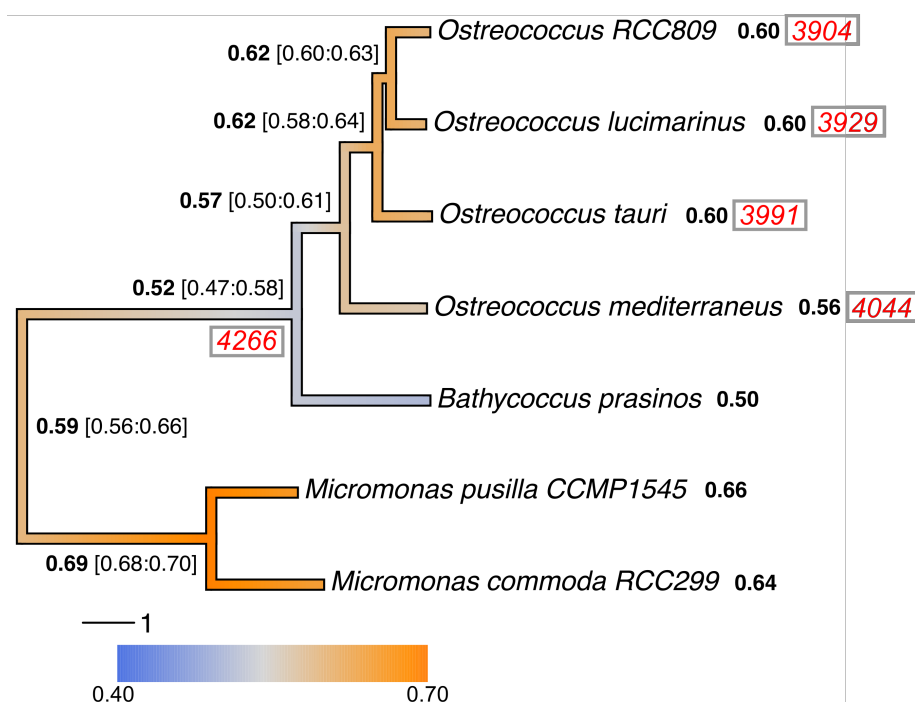 Ostreococcus RCC809 0.60 3904
0.62 [0.60:0.63]
0.62 [0.58:0.64]
Ostreococcus lucimarinus 0.60 3929
0.57 [0.50:0.61]
Ostreococcus tauri 0.60 3991
0.52 [0.47:0.58]
Ostreococcus mediterraneus 0.56 4044
4266
Bathycoccus prasinos 0.50
0.59 [0.56:0.66]
Micromonas pusilla CCMP1545 0.66
0.69 [0.68:0.70]
Micromonas commoda RCC299 0.64
1
0.40 0.70